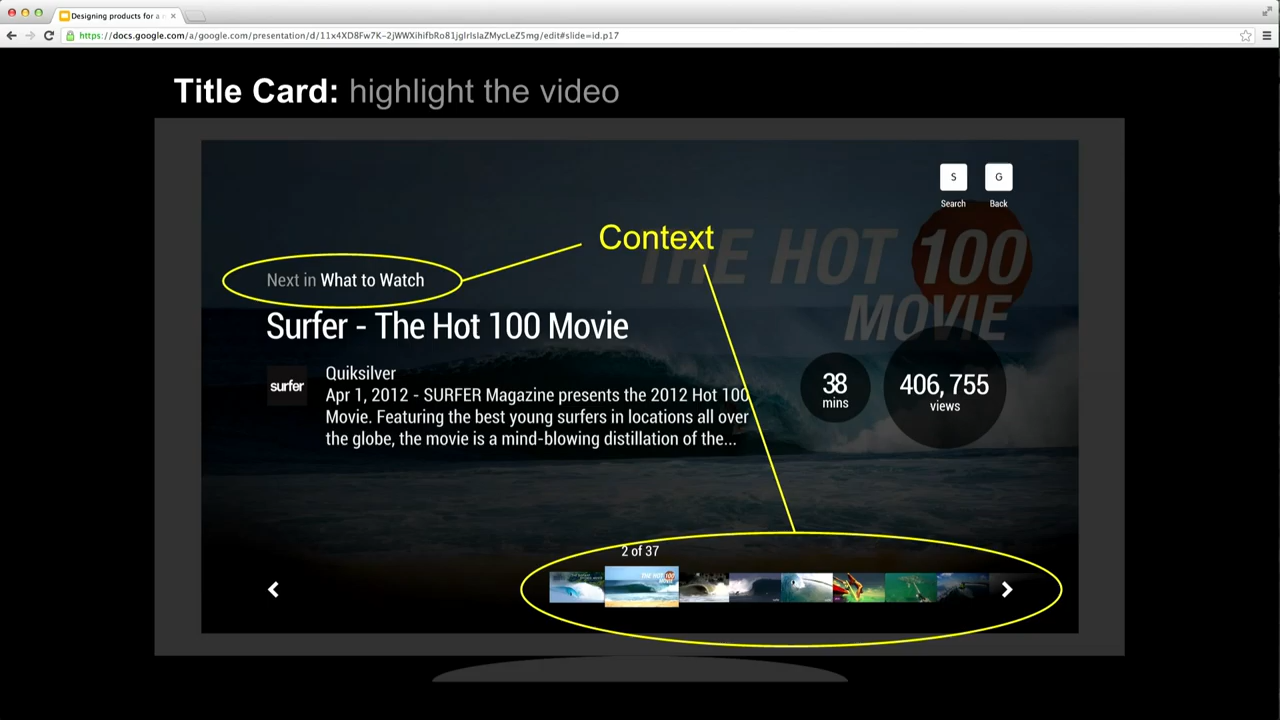 Designing products for a n
https://docs.google.com/a/google.com/presentation/d/11x4XD8Fw7K-2jWWXihifbRo81jglrlslaZMycLeZ5mg/edit#slide=id.p17
Title Card: highlight the video
S G
Search Back
Context
THE HOT 100
MOVIE
Next in What to Watch
Surfer - The Hot 100 Movie
surfer
Quiksilver
Apr 1, 2012 - SURFER Magazine presents the 2012 Hot 100
Movie. Featuring the best young surfers in locations all over
the globe, the movie is a mind-blowing distillation of the...
38
mins
406, 755
views
2 of 37
THE HOT 100